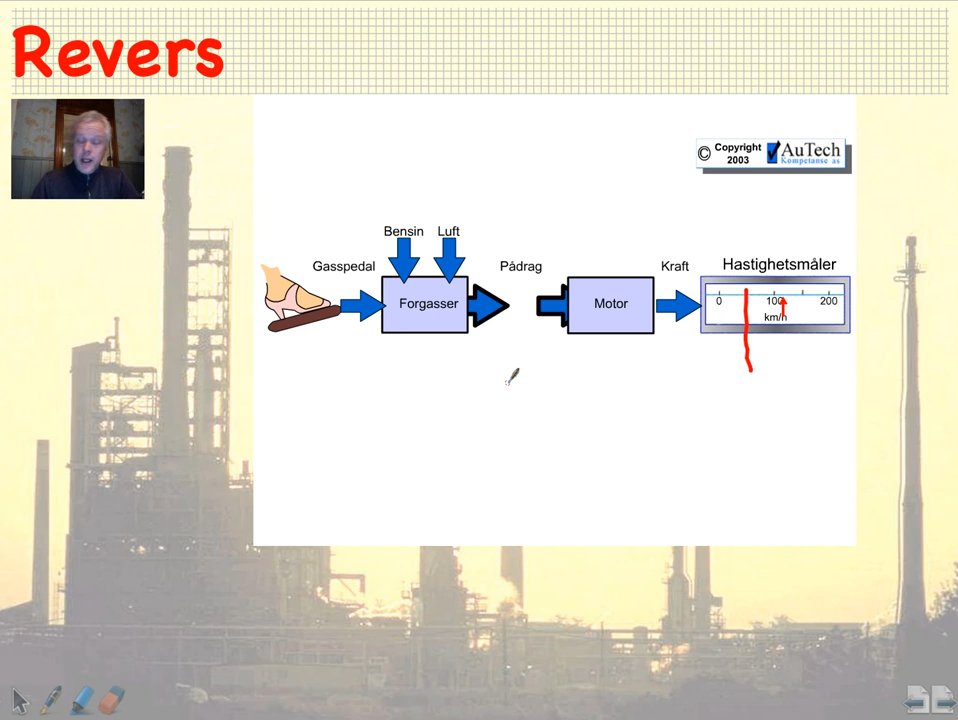 Revers
© Copyright 2003
AuTech
Kompetanse as
Bensin Luft
Gasspedal
Pådrag
Kraft
Hastighetsmåler
Forgasser
Motor
0 100 200
km/h